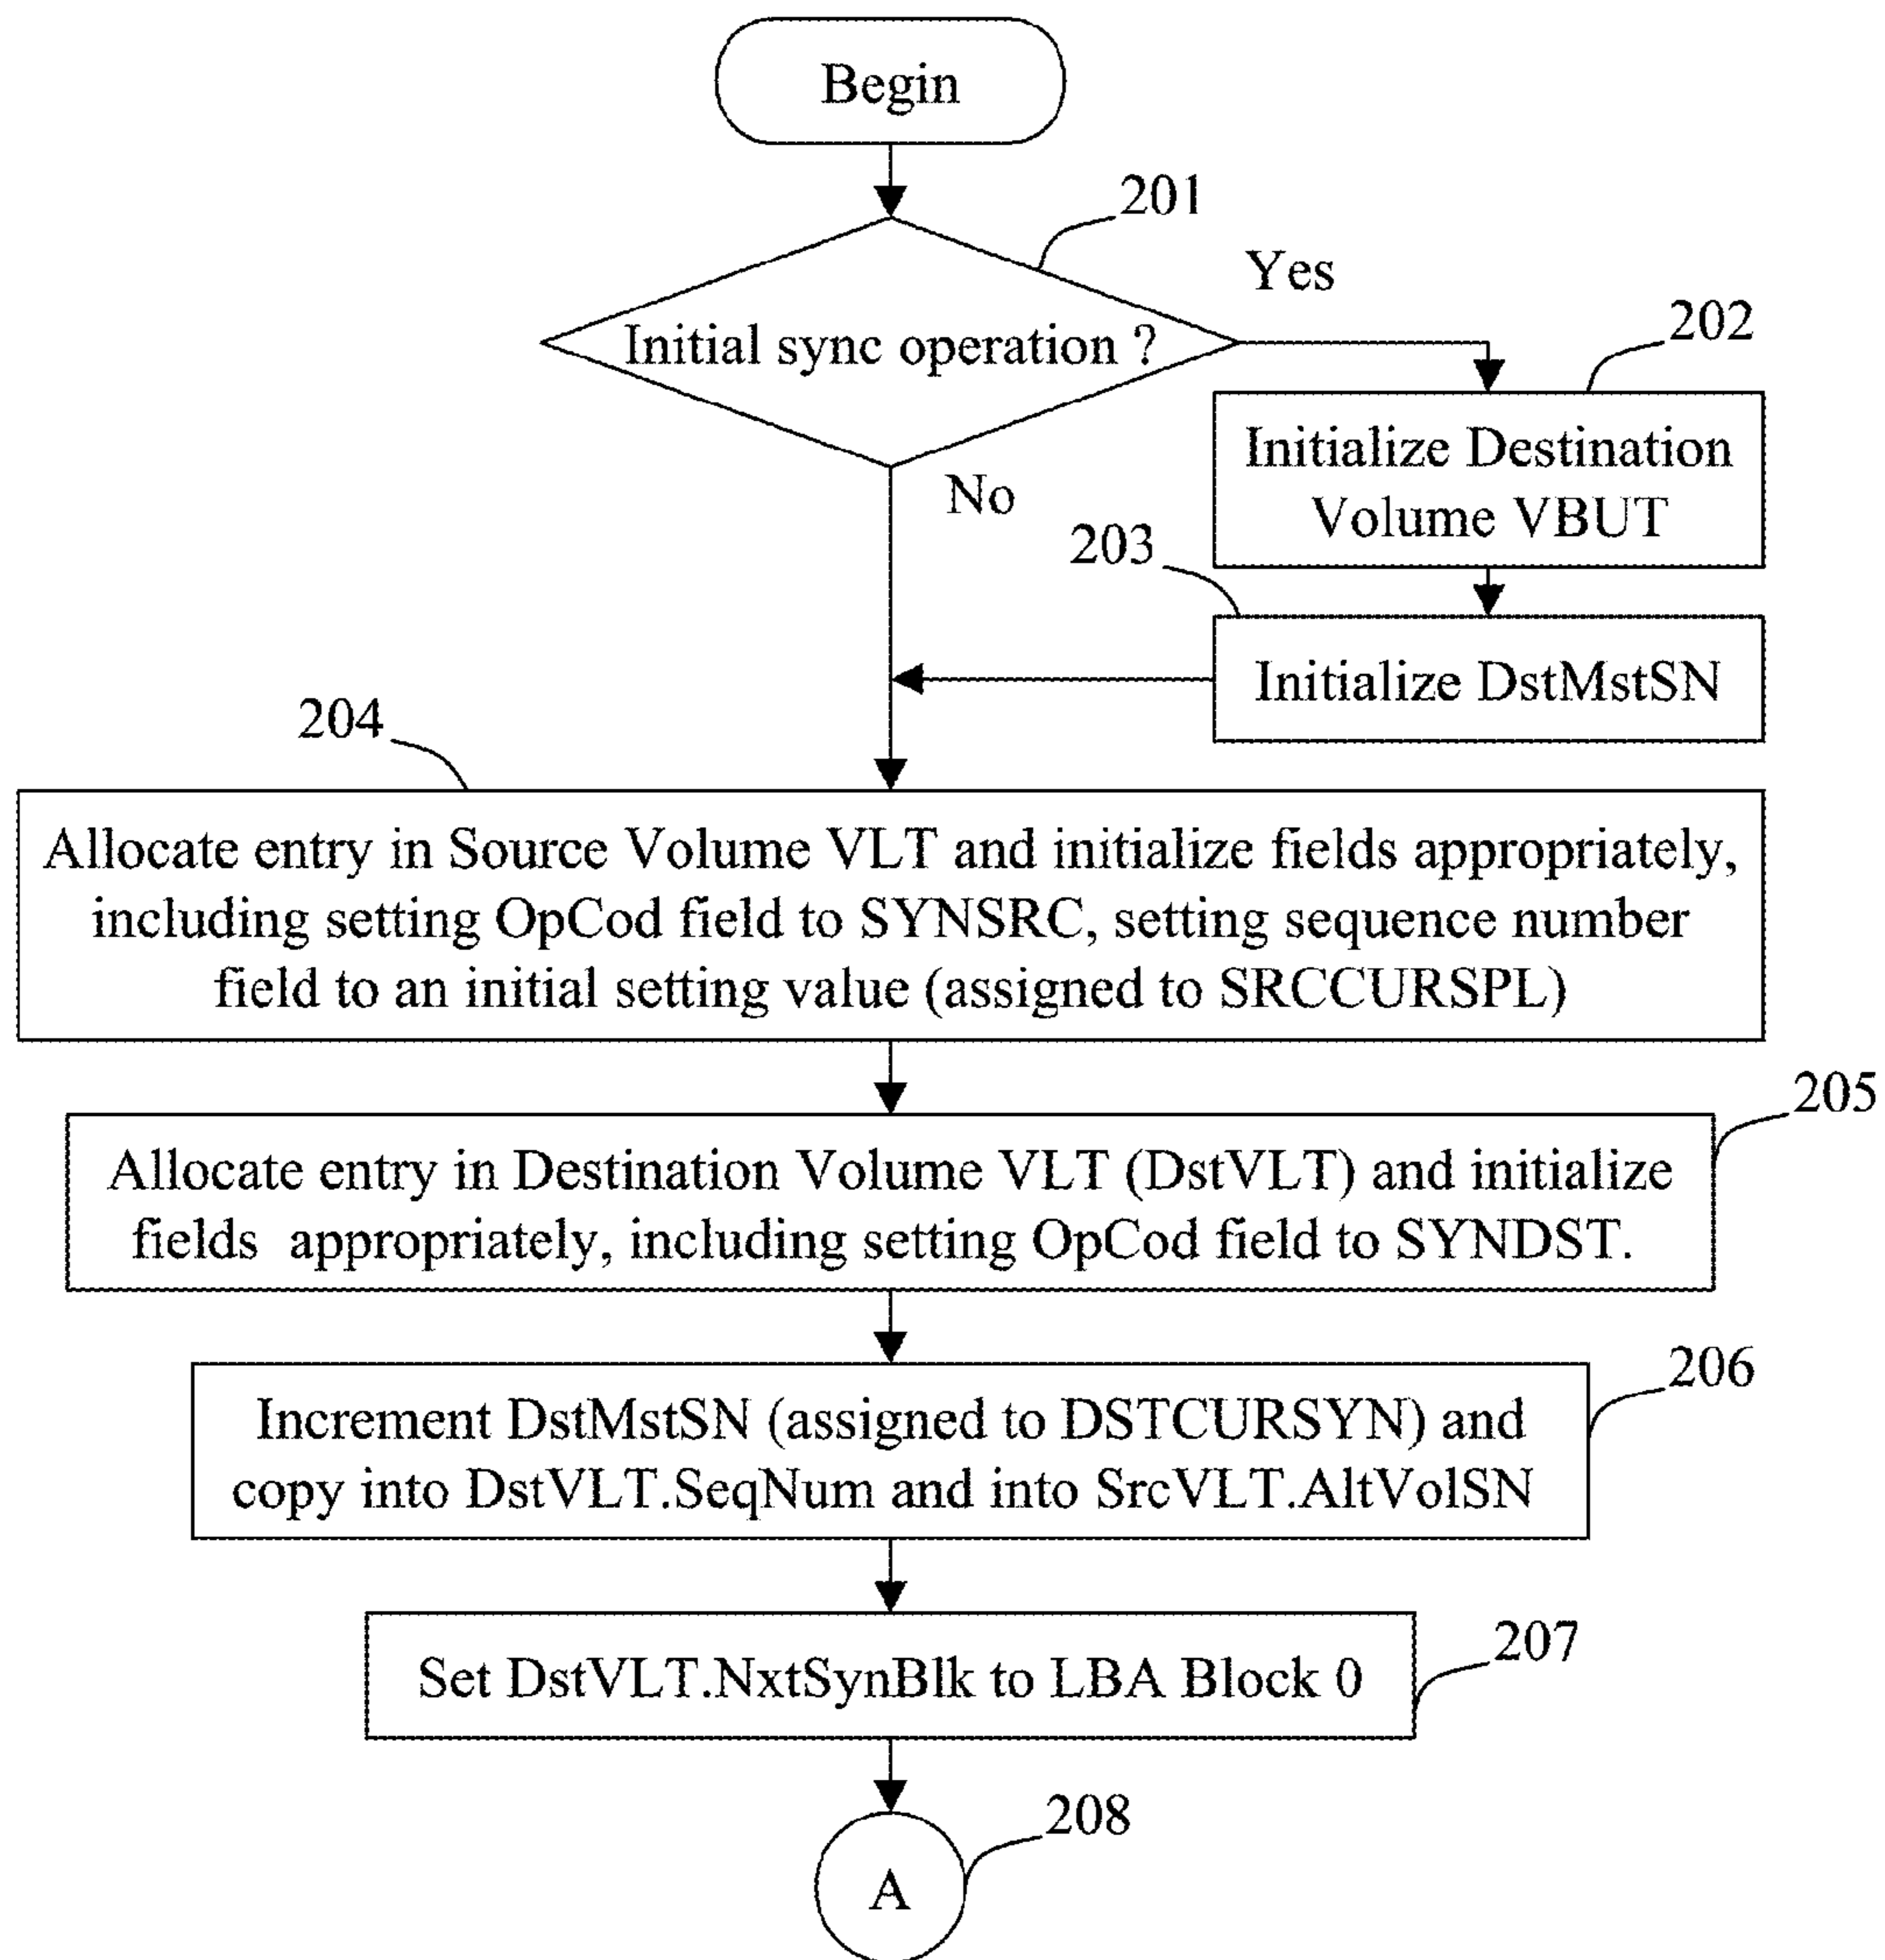 Begin
201
Initial sync operation ?
Yes
202
Initialize Destination
Volume VBUT
No
203
Initialize DstMstSN
204
Allocate entry in Source Volume VLT and initialize fields appropriately,
including setting OpCod field to SYNSRC, setting sequence number
field to an initial setting value (assigned to SRCCURSPL)
205
Allocate entry in Destination Volume VLT (DstVLT) and initialize
fields appropriately, including setting OpCod field to SYNDST.
206
Increment DstMstSN (assigned to DSTCURSYN) and
copy into DstVLT.SeqNum and into SrcVLT.AltVolSN
207
Set DstVLT.NxtSynBlk to LBA Block 0
208
A